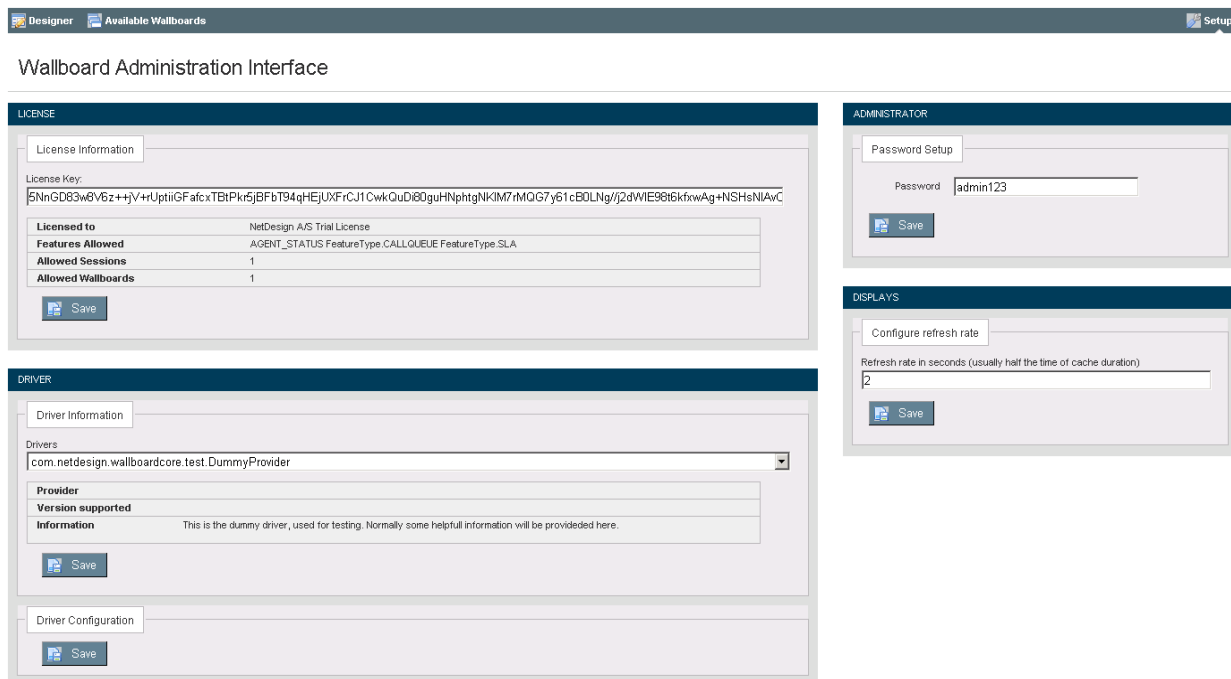 Designer Available Wallboards Setup
Wallboard Administration Interface
LICENSE
License Information
License Key:
5NnGD83w8V6z++jV+rUptiiGFafcxTBtPkr5jBFbT94qHEjUXFrCJ1CwkQuDi80guHNphtgNKIM7rMQG7y61cB0LNg//j2dWIE98t6kfxwAg+NSHsNIAvC
Licensed to NetDesign A/S Trial License
Features Allowed AGENT_STATUS FeatureType.CALLQUEUE FeatureType.SLA
Allowed Sessions 1
Allowed Wallboards 1
Save
DRIVER
Driver Information
Drivers
com.netdesign.wallboardcore.test.DummyProvider
Provider
Version supported
Information This is the dummy driver, used for testing. Normally some helpfull information will be provideded here.
Save
Driver Configuration
Save
ADMINISTRATOR
Password Setup
Password admin123
Save
DISPLAYS
Configure refresh rate
Refresh rate in seconds (usually half the time of cache duration)
2
Save